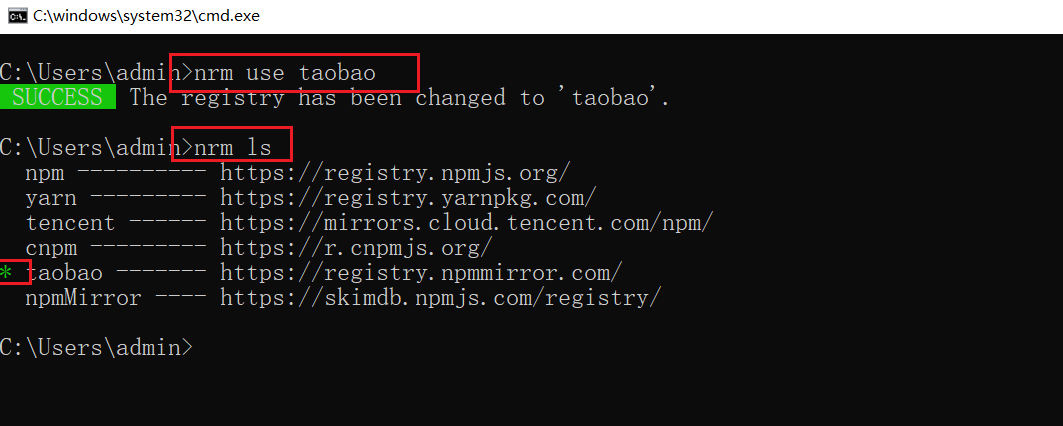 C:\windows\system32\cmd.exe
C:\Users\admin>nrm use taobao
SUCCESS The registry has been changed to 'taobao'.
C:\Users\admin>nrm ls
npm ---------- https://registry.npmjs.org/
yarn --------- https://registry.yarnpkg.com/
tencent ------ https://mirrors.cloud.tencent.com/npm/
cnpm --------- https://r.cnpmjs.org/
* taobao ------- https://registry.npmmirror.com/
npmMirror ---- https://skimdb.npmjs.com/registry/
C:\Users\admin>